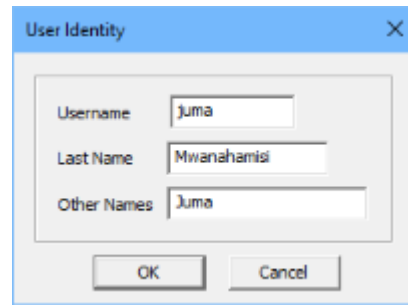 User Identity
Username juma
Last Name Mwanahamisi
Other Names Juma
OK Cancel